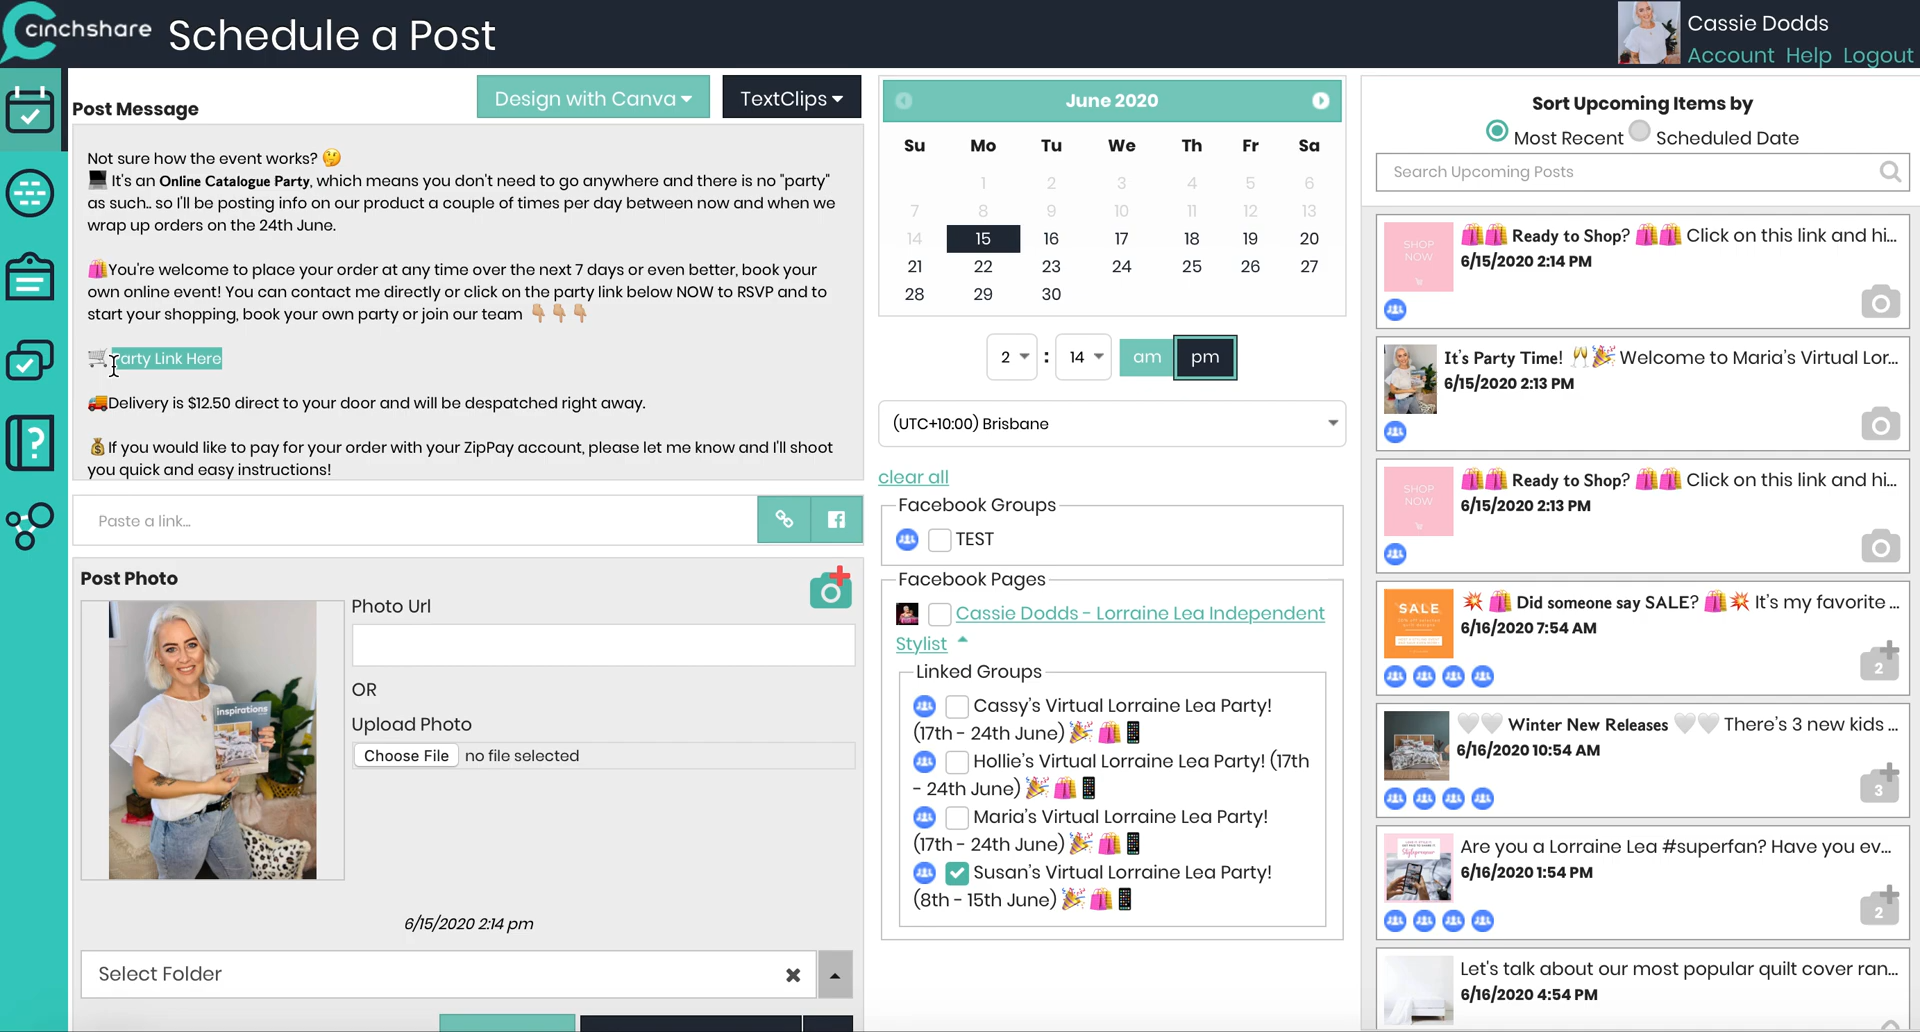 cinchshare
Schedule a Post
Cassie Dodds
Account Help Logout
Post Message
Design with Canva
TextClips
Not sure how the event works? 🤔
💻 It's an Online Catalogue Party, which means you don't need to go anywhere and there is no "party"
as such.. so I'll be posting info on our product a couple of times per day between now and when we
wrap up orders on the 24th June.
🛍️You're welcome to place your order at any time over the next 7 days or even better, book your
own online event! You can contact me directly or click on the party link below NOW to RSVP and to
start your shopping, book your own party or join our team 👇🏼👇🏼👇🏼
🛒Party Link Here
🚚Delivery is $12.50 direct to your door and will be despatched right away.
💰If you would like to pay for your order with your ZipPay account, please let me know and I'll shoot
you quick and easy instructions!
Paste a link...
Post Photo
SHOP
inspirations
Photo Url
OR
Upload Photo
Choose File no file selected
6/15/2020 2:14 pm
Select Folder
June 2020
Su Mo Tu We Th Fr Sa
1 2 3 4 5 6
7 8 9 10 11 12 13
14 15 16 17 18 19 20
21 22 23 24 25 26 27
28 29 30
2 : 14 am pm
(UTC+10:00) Brisbane
clear all
Facebook Groups
TEST
Facebook Pages
Cassie Dodds - Lorraine Lea Independent
Stylist
Linked Groups
Cassy's Virtual Lorraine Lea Party!
(17th - 24th June) 🎉🛍️📱
Hollie's Virtual Lorraine Lea Party! (17th
- 24th June) 🎉🛍️📱
Maria's Virtual Lorraine Lea Party!
(17th - 24th June) 🎉🛍️📱
Susan's Virtual Lorraine Lea Party!
(8th - 15th June) 🎉🛍️📱
Sort Upcoming Items by
Most Recent Scheduled Date
Search Upcoming Posts
SHOP
NOW
🛍️🛍️ Ready to Shop? 🛍️🛍️ Click on this link and hi...
6/15/2020 2:14 PM
It's Party Time! 🥂🎉 Welcome to Maria's Virtual Lor...
6/15/2020 2:13 PM
SHOP
NOW
🛍️🛍️ Ready to Shop? 🛍️🛍️ Click on this link and hi...
6/15/2020 2:13 PM
SALE
💥 🛍️ Did someone say SALE? 🛍️💥 It's my favorite ...
6/16/2020 7:54 AM
2
🤍🤍 Winter New Releases 🤍🤍 There's 3 new kids ...
6/16/2020 10:54 AM
3
Are you a Lorraine Lea #superfan? Have you ev...
6/16/2020 1:54 PM
2
Let's talk about our most popular quilt cover ran...
6/16/2020 4:54 PM